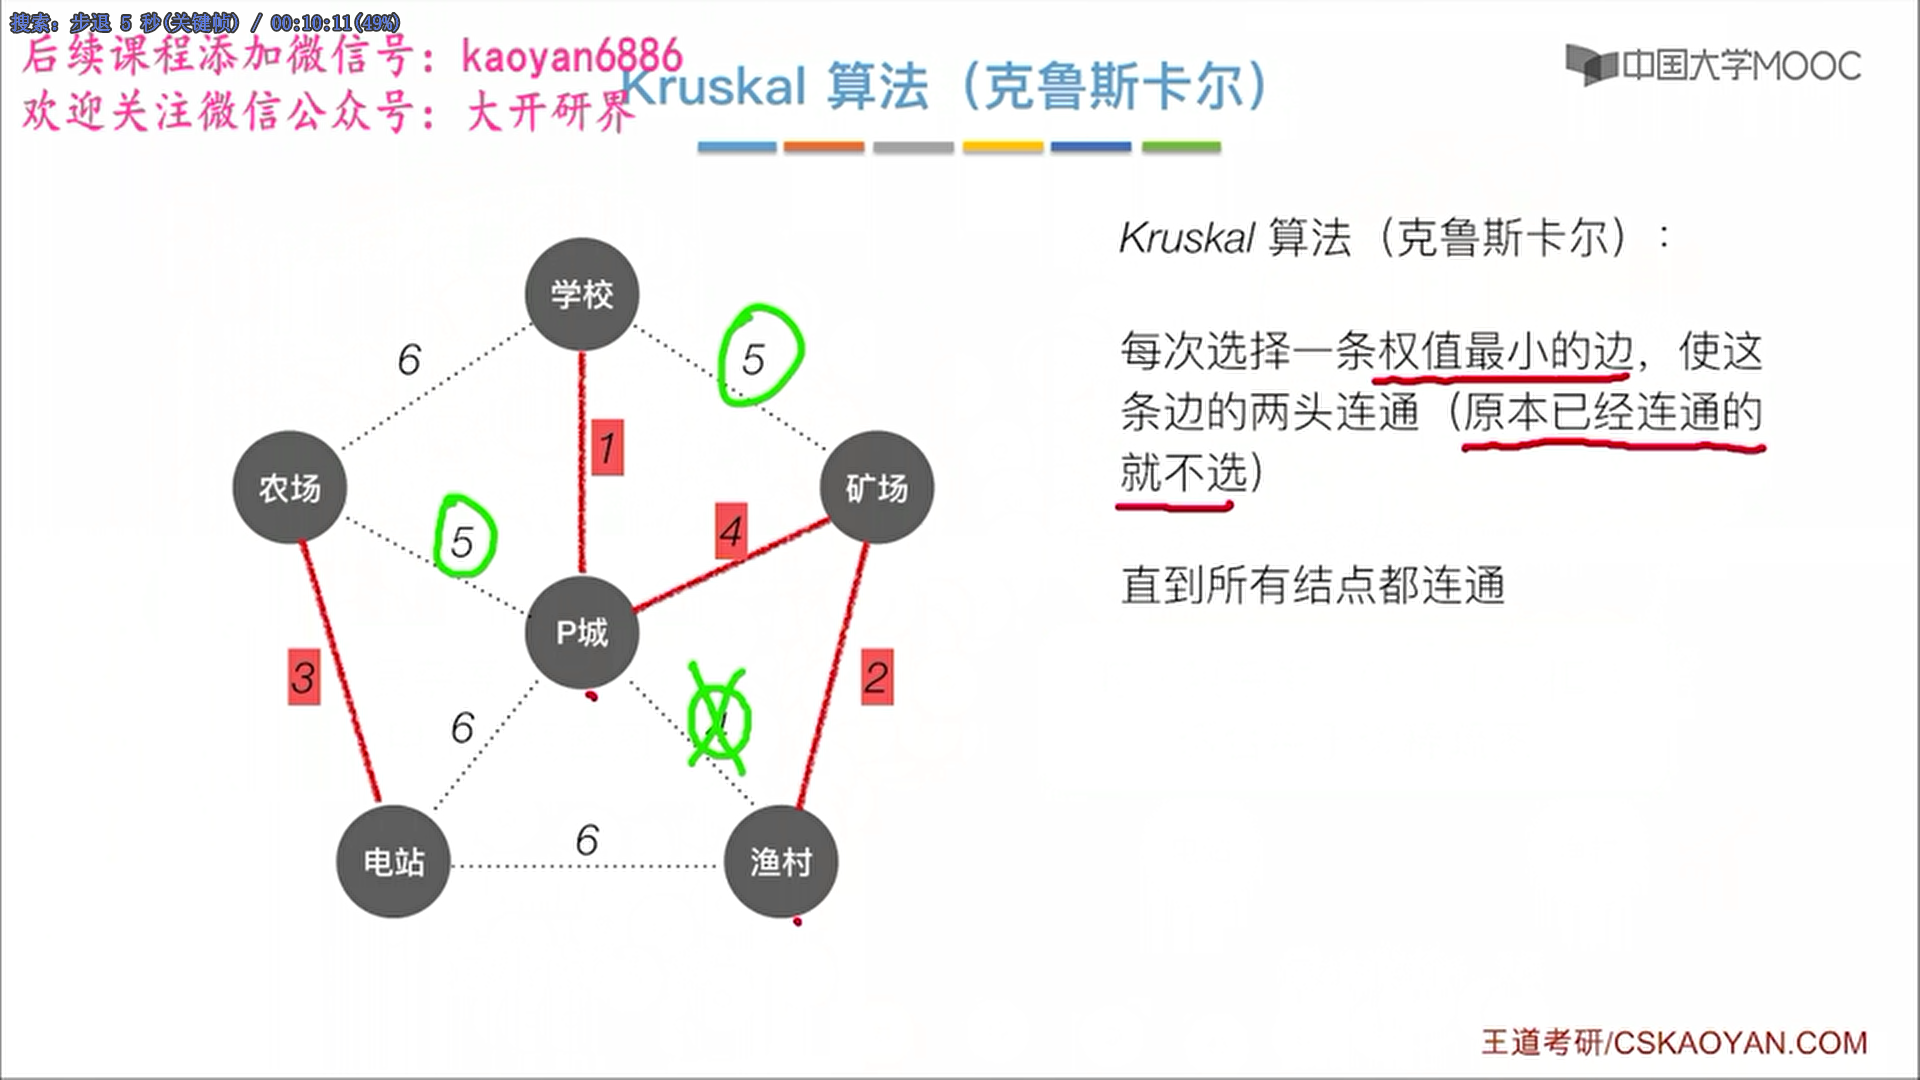 搜索: 步退 5 秒(关键帧) / 00:10:11(49%)
后续课程添加微信号：kaoyan6886
欢迎关注微信公众号：大开研界
Kruskal 算法（克鲁斯卡尔）
中国大学MOOC
Kruskal 算法（克鲁斯卡尔）：
每次选择一条权值最小的边，使这
条边的两头连通（原本已经连通的
就不选）
直到所有结点都连通
学校
6
5
1
农场
矿场
5
4
P城
3
2
6
4
6
电站
渔村
王道考研/CSKAOYAN.COM